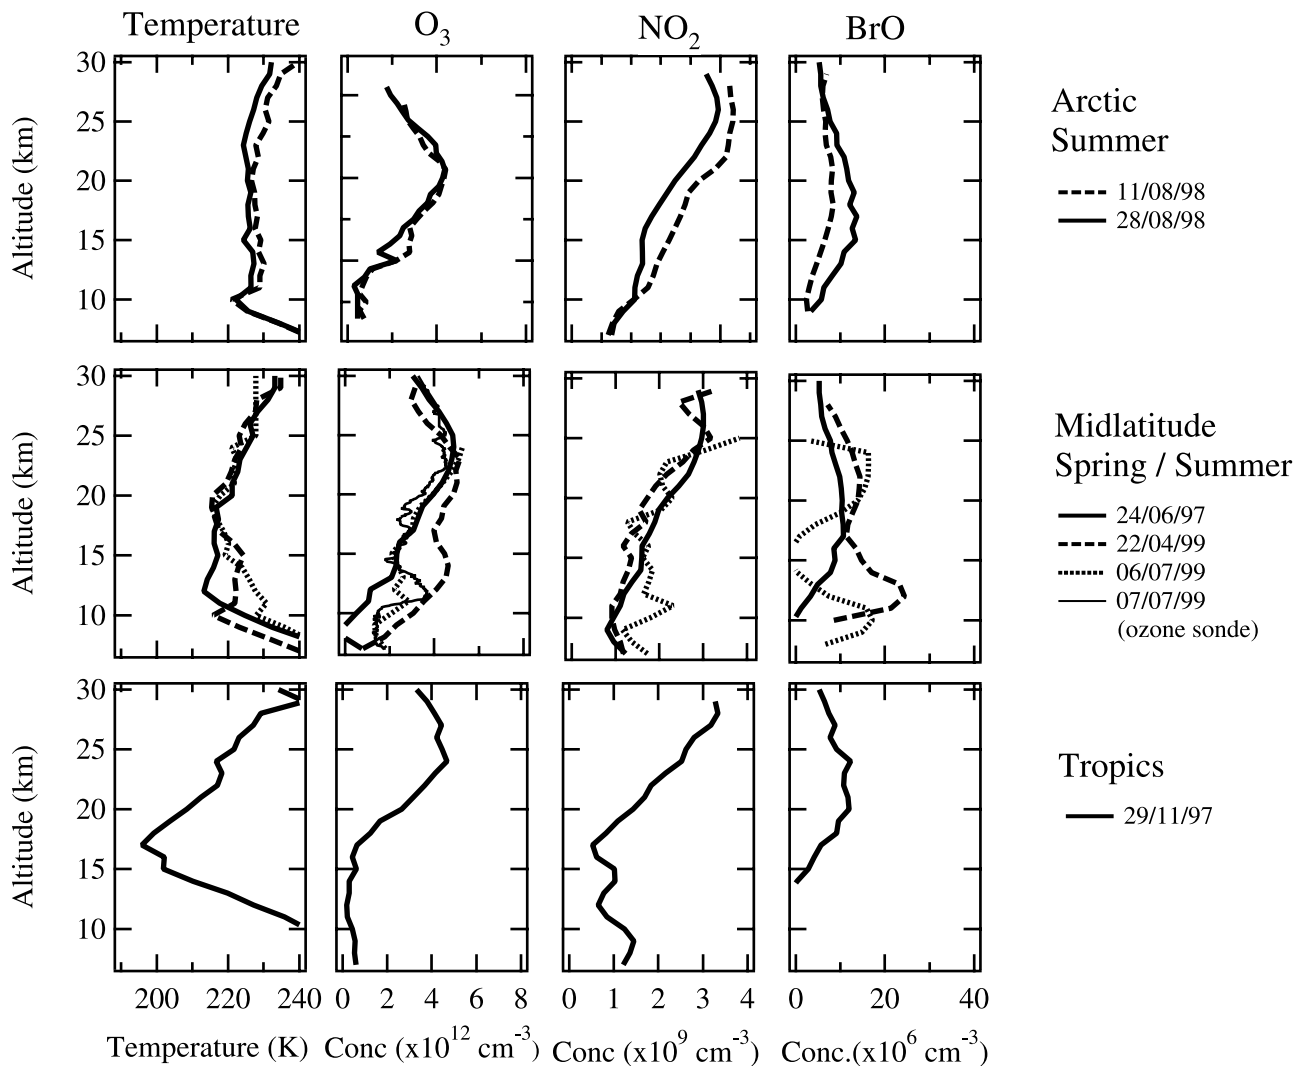 Temperature O3 NO2 BrO
30
25
20
15
10
Altitude (km)
Arctic
Summer
11/08/98
28/08/98
30
25
20
15
10
Altitude (km)
Midlatitude
Spring / Summer
24/06/97
22/04/99
06/07/99
07/07/99
(ozone sonde)
30
25
20
15
10
Altitude (km)
Tropics
29/11/97
200 220 240 0 2 4 6 8 0 1 2 3 4 0 20 40
Temperature (K) Conc (x10^12 cm^-3) Conc (x10^9 cm^-3) Conc.(x10^6 cm^-3)